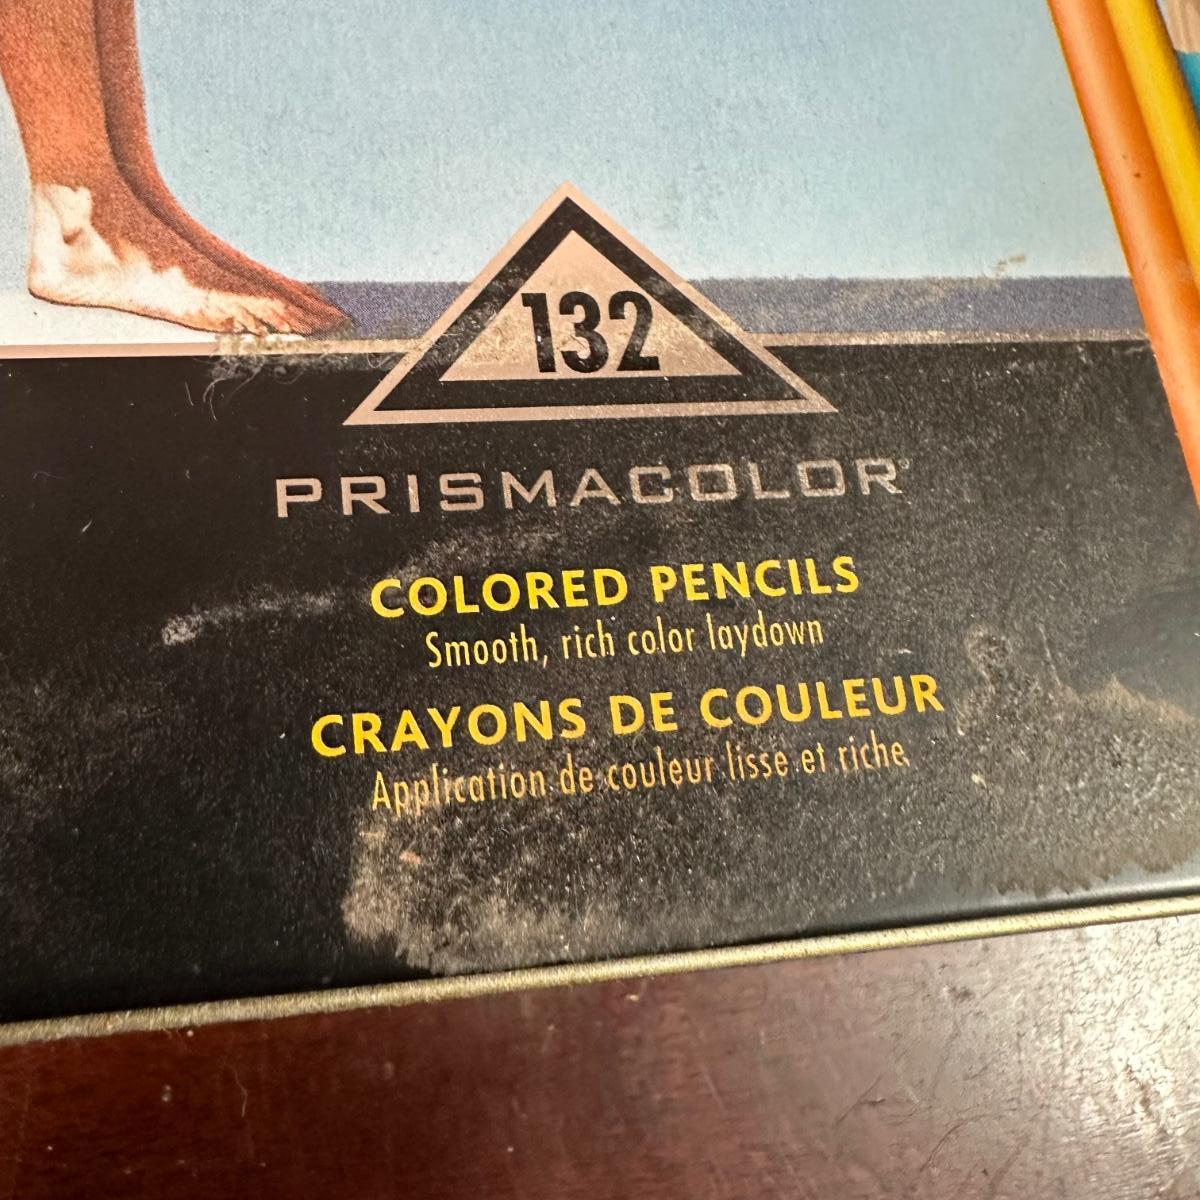 132
PRISMACOLOR®
COLORED PENCILS
Smooth, rich color laydown
CRAYONS DE COULEUR
Application de couleur lisse et riche